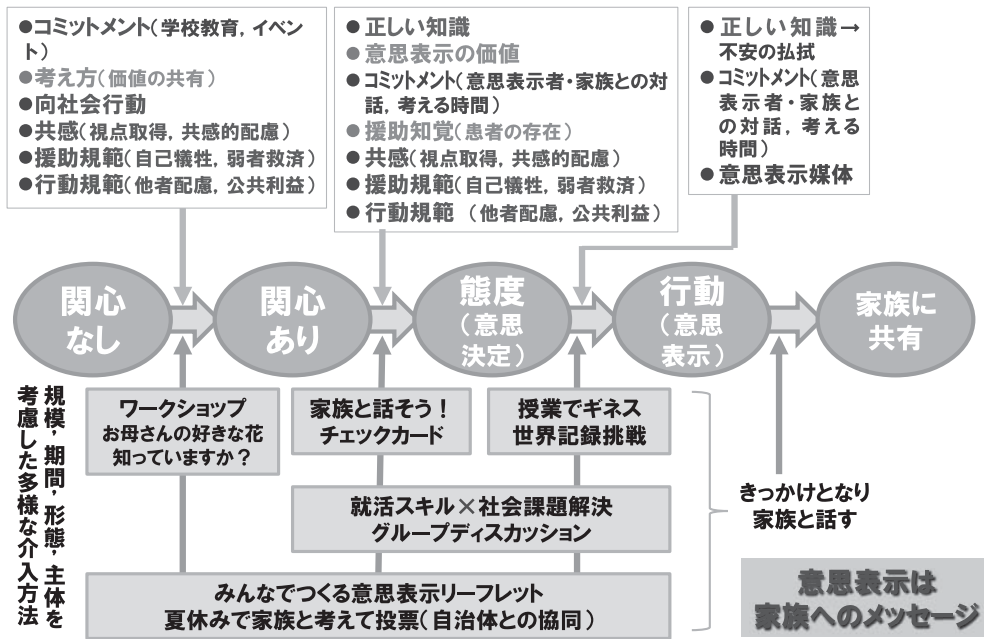 ●コミットメント(学校教育, イベン
ト)
●考え方(価値の共有)
●向社会行動
●共感(視点取得, 共感的配慮)
●援助規範(自己犠牲, 弱者救済)
●行動規範(他者配慮, 公共利益)
●正しい知識
●意思表示の価値
●コミットメント(意思表示者・家族との対
話, 考える時間)
●援助知覚(患者の存在)
●共感(視点取得, 共感的配慮)
●援助規範(自己犠牲, 弱者救済)
●行動規範 (他者配慮, 公共利益)
●正しい知識→
不安の払拭
●コミットメント(意思
表示者・家族と
の対話, 考える
時間)
●意思表示媒体
関心
なし
関心
あり
態度
(意思
決定)
行動
(意思
表示)
家族に
共有
規模, 期間, 形態, 主体を
考慮した多様な介入方法
ワークショップ
お母さんの好きな花
知っていますか?
家族と話そう!
チェックカード
授業でギネス
世界記録挑戦
就活スキル×社会課題解決
グループディスカッション
みんなでつくる意思表示リーフレット
夏休みで家族と考えて投票(自治体との協同)
きっかけとなり
家族と話す
意思表示は
家族へのメッセージ